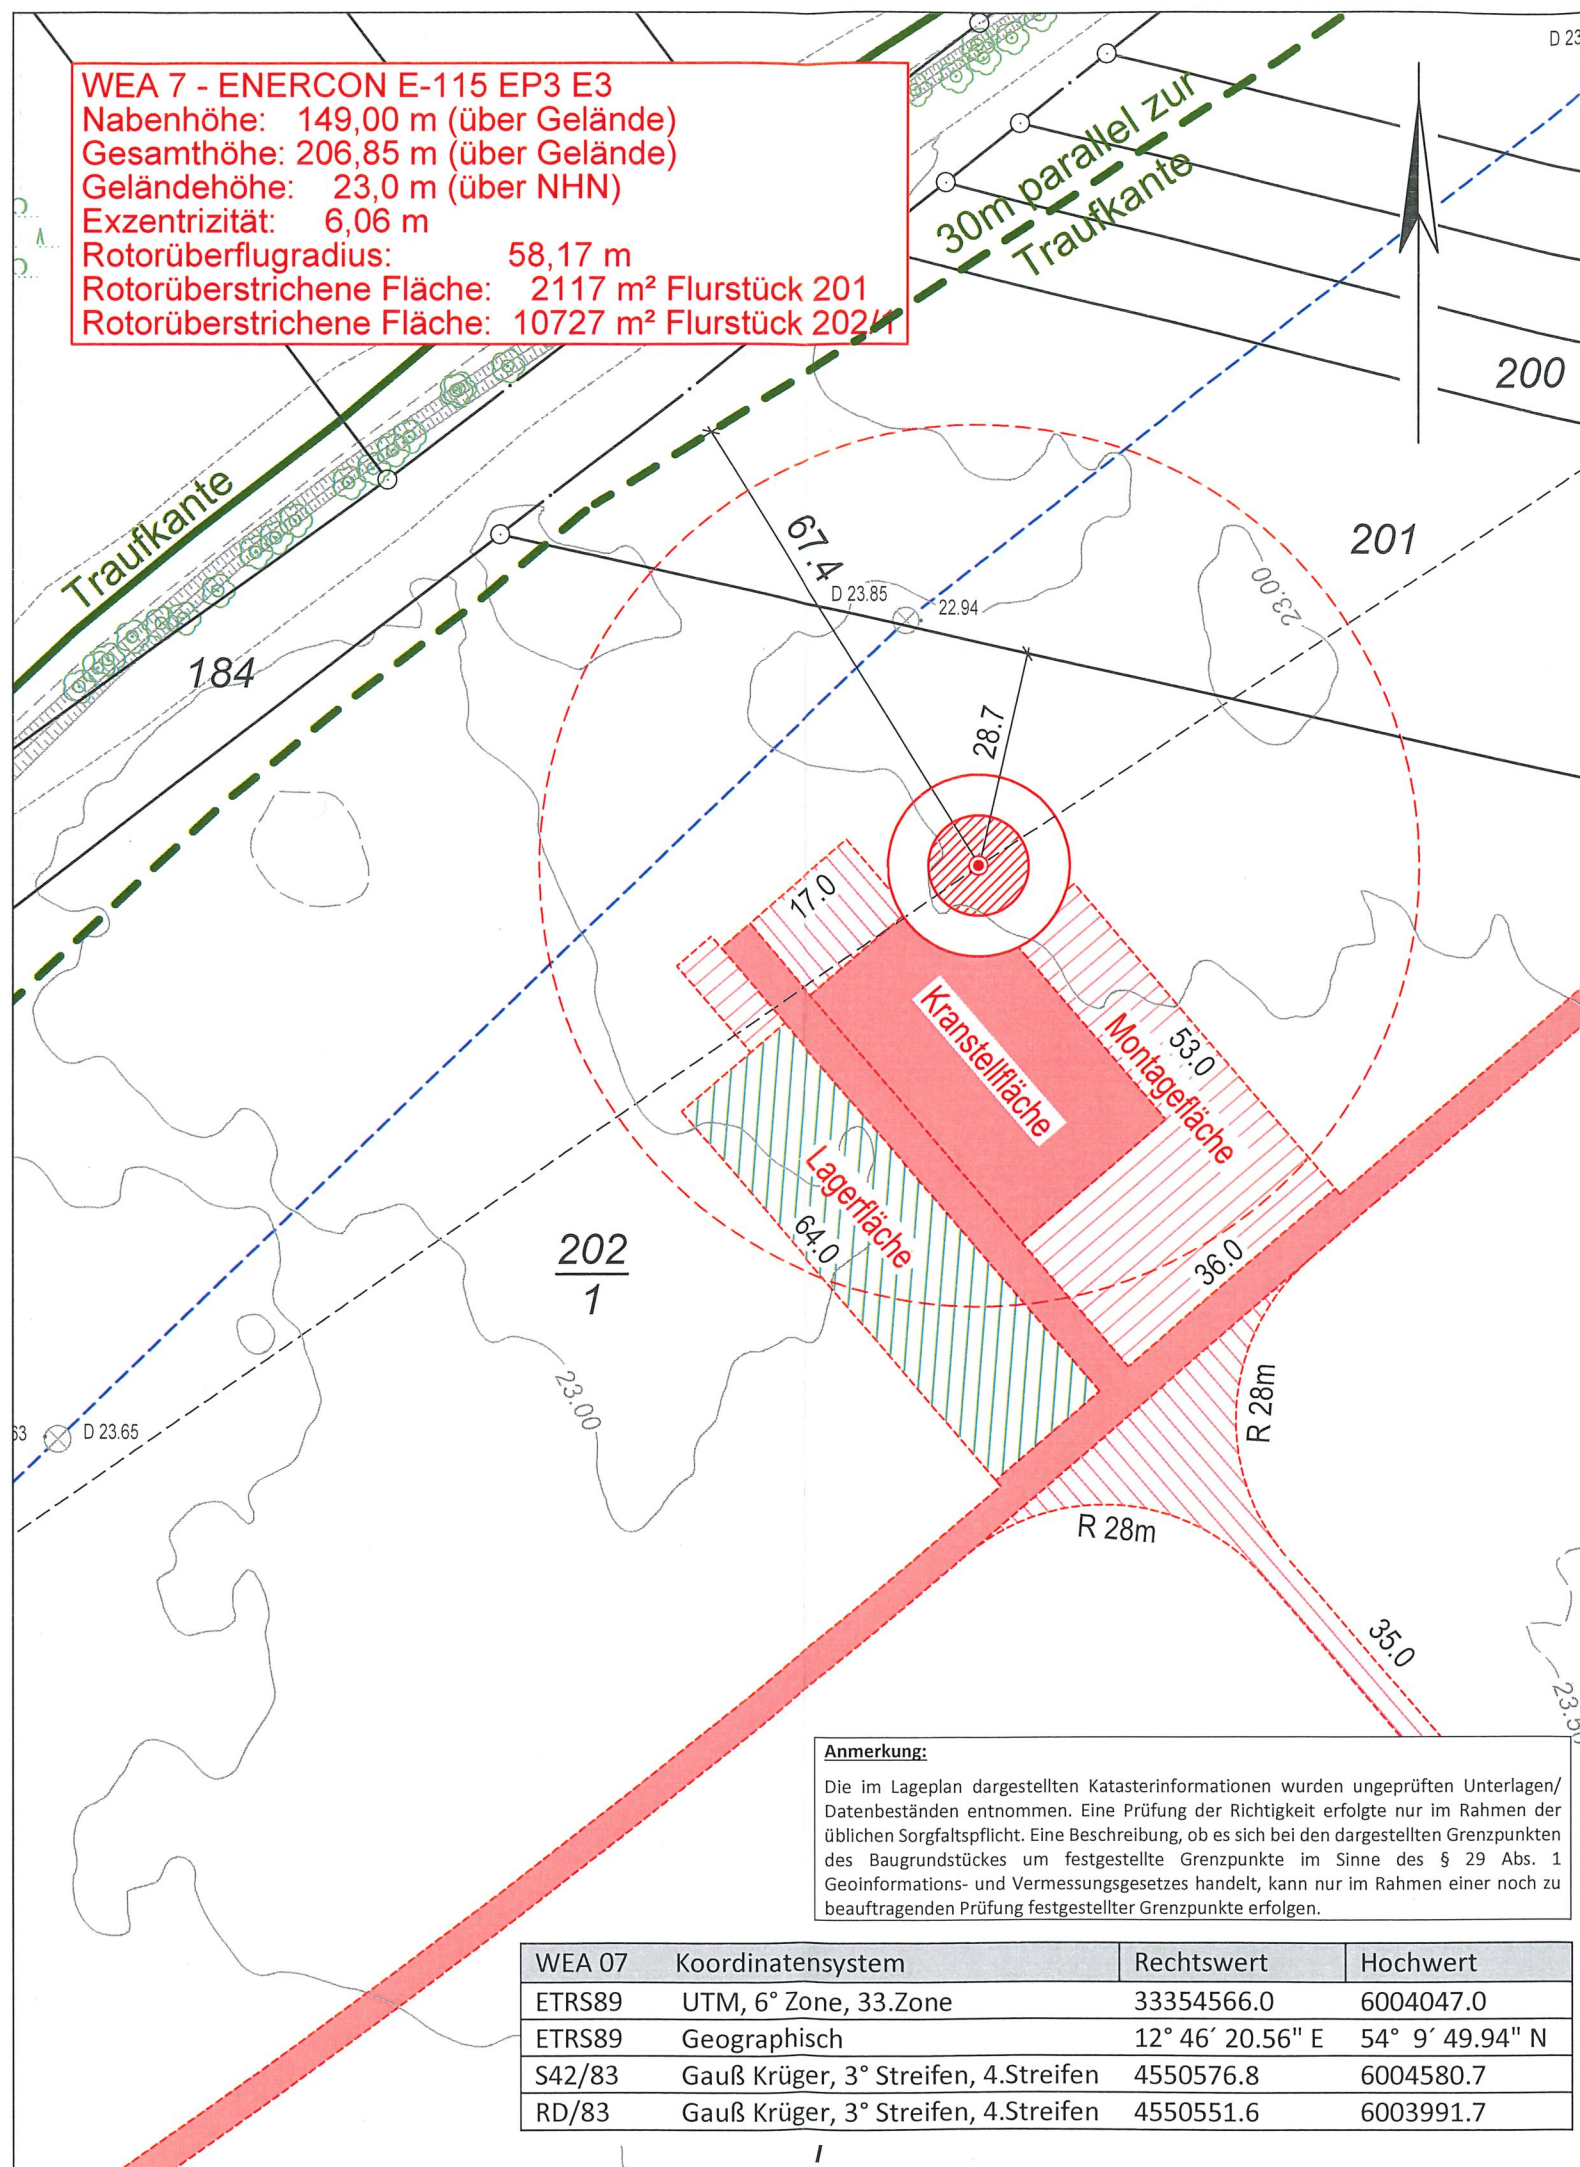 D 23
WEA 7 - ENERCON E-115 EP3 E3
Nabenhöhe: 149,00 m (über Gelände)
Gesamthöhe: 206,85 m (über Gelände)
Geländehöhe: 23,0 m (über NHN)
Exzentrizität: 6,06 m
Rotorüberflugradius: 58,17 m
Rotorüberstrichene Fläche: 2117 m² Flurstück 201
Rotorüberstrichene Fläche: 10727 m² Flurstück 202/1
30m parallel zur
Traufkante
200
Traufkante
201
67.4
D 23.85
22.94
23.00
184
28.7
17.0
Kranstellfläche
Montagefläche
53.0
Lagerfläche
64.0
36.0
202
1
23.00
R 28m
63
D 23.65
R 28m
35.0
23.50
Anmerkung:
Die im Lageplan dargestellten Katasterinformationen wurden ungeprüften Unterlagen/
Datenbeständen entnommen. Eine Prüfung der Richtigkeit erfolgte nur im Rahmen der
üblichen Sorgfaltspflicht. Eine Beschreibung, ob es sich bei den dargestellten Grenzpunkten
des Baugrundstückes um festgestellte Grenzpunkte im Sinne des § 29 Abs. 1
Geoinformations- und Vermessungsgesetzes handelt, kann nur im Rahmen einer noch zu
beauftragenden Prüfung festgestellter Grenzpunkte erfolgen.
WEA 07 Koordinatensystem Rechtswert Hochwert
ETRS89 UTM, 6° Zone, 33.Zone 33354566.0 6004047.0
ETRS89 Geographisch 12° 46´ 20.56" E 54° 9´ 49.94" N
S42/83 Gauß Krüger, 3° Streifen, 4.Streifen 4550576.8 6004580.7
RD/83 Gauß Krüger, 3° Streifen, 4.Streifen 4550551.6 6003991.7